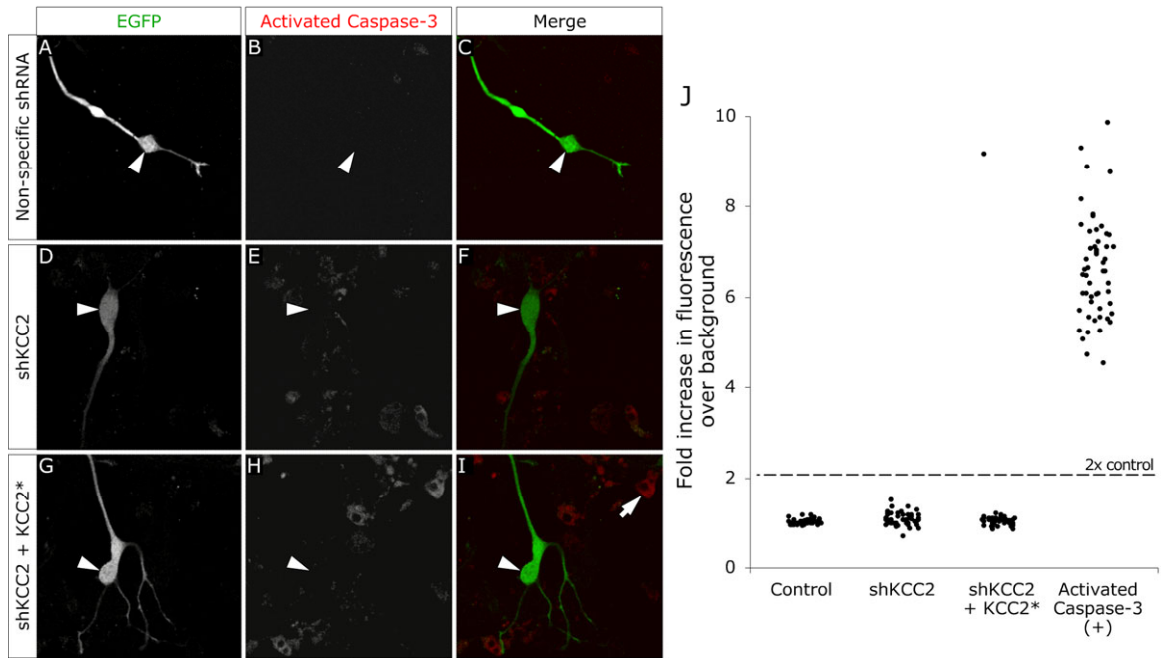 EGFP
Activated Caspase-3
Merge
Non-specific shRNA
A
B
C
shKCC2
D
E
F
shKCC2 + KCC2*
G
H
I
J
Fold increase in fluorescence
over background
10
8
6
4
2
0
2x control
Control
shKCC2
shKCC2
+ KCC2*
Activated
Caspase-3
(+)